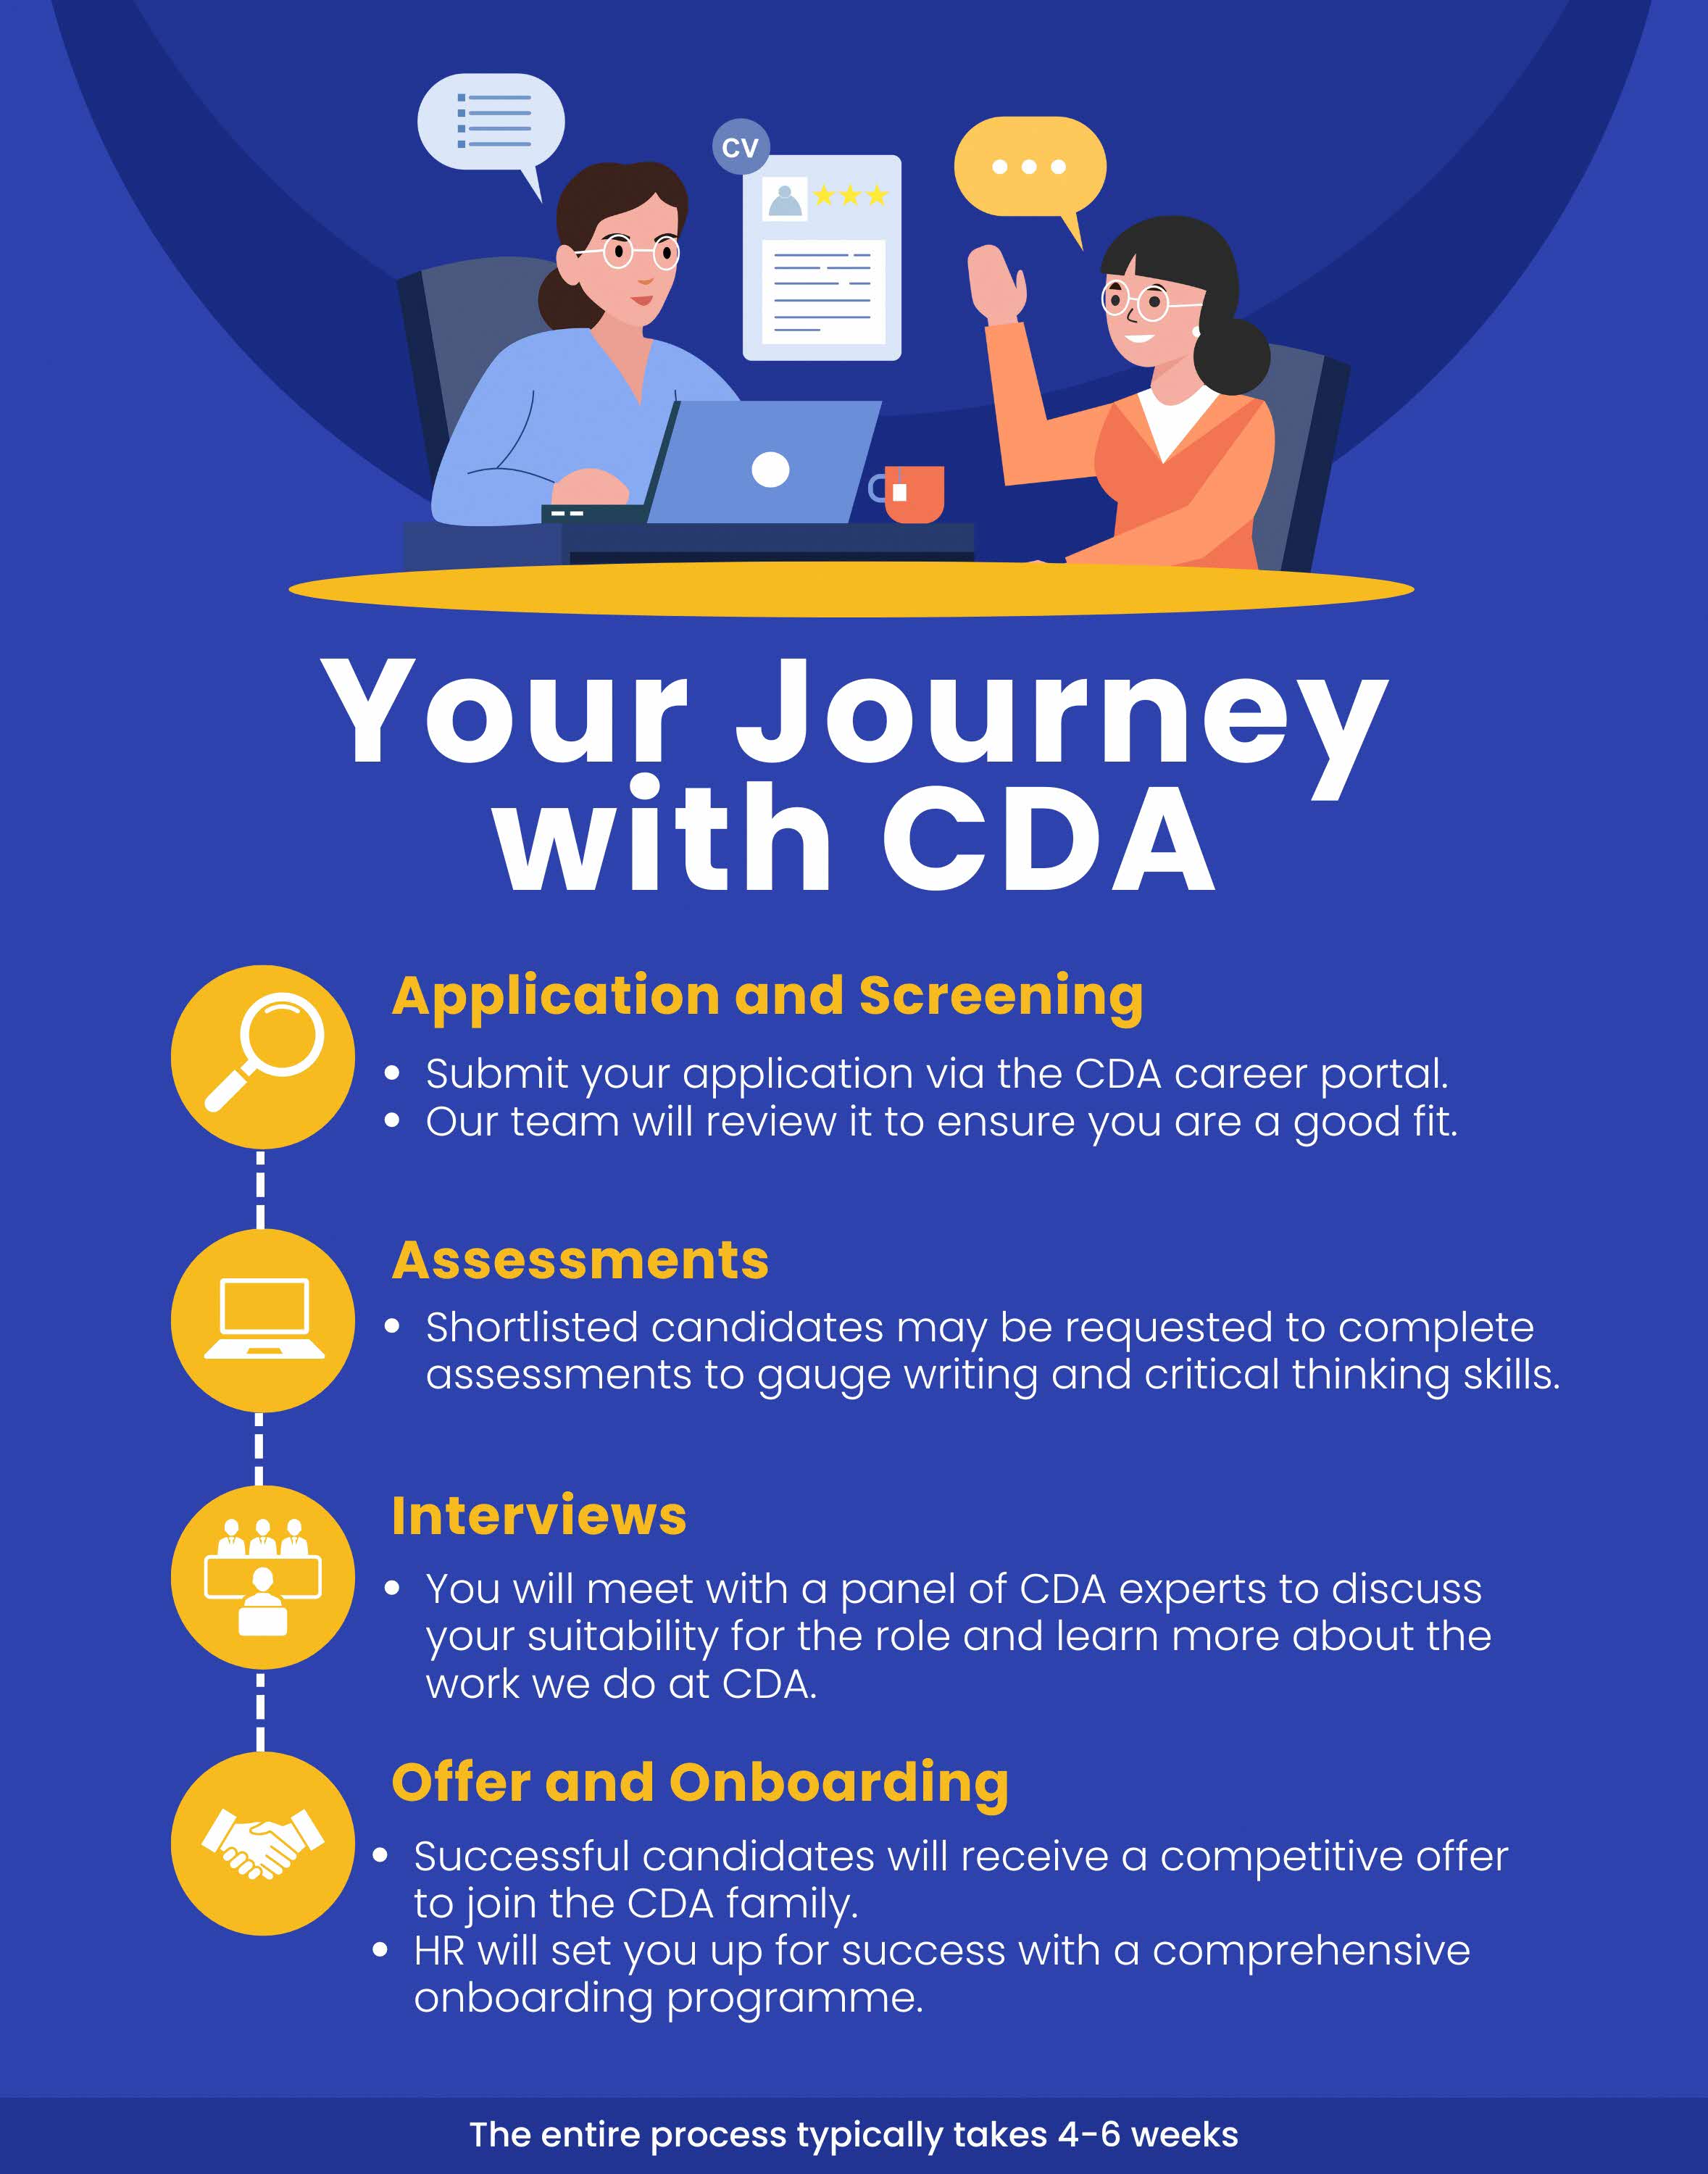 CV
Your Journey
with CDA
Application and Screening
• Submit your application via the CDA career portal.
• Our team will review it to ensure you are a good fit.
Assessments
• Shortlisted candidates may be requested to complete
assessments to gauge writing and critical thinking skills.
Interviews
• You will meet with a panel of CDA experts to discuss
your suitability for the role and learn more about the
work we do at CDA.
Offer and Onboarding
• Successful candidates will receive a competitive offer
to join the CDA family.
• HR will set you up for success with a comprehensive
onboarding programme.
The entire process typically takes 4-6 weeks